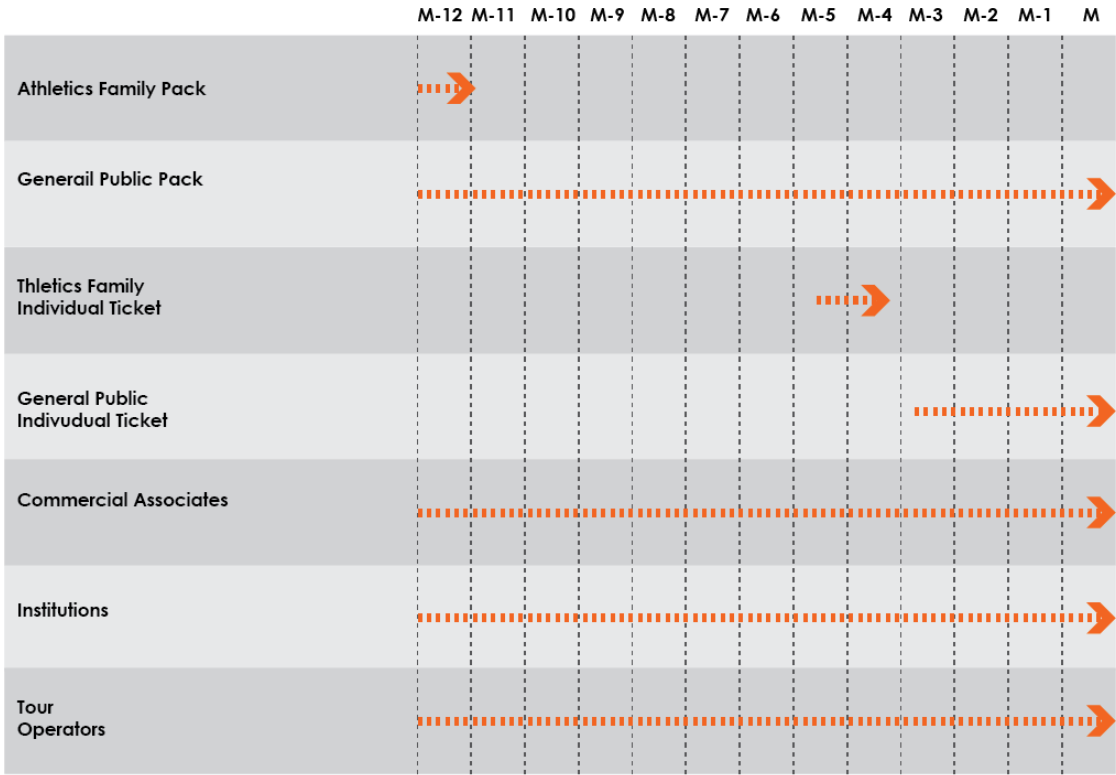 M-12 M-11 M-10 M-9 M-8 M-7 M-6 M-5 M-4 M-3 M-2 M-1 M
Athletics Family Pack
Generail Public Pack
Thletics Family
Individual Ticket
General Public
Indivudual Ticket
Commercial Associates
Institutions
Tour
Operators